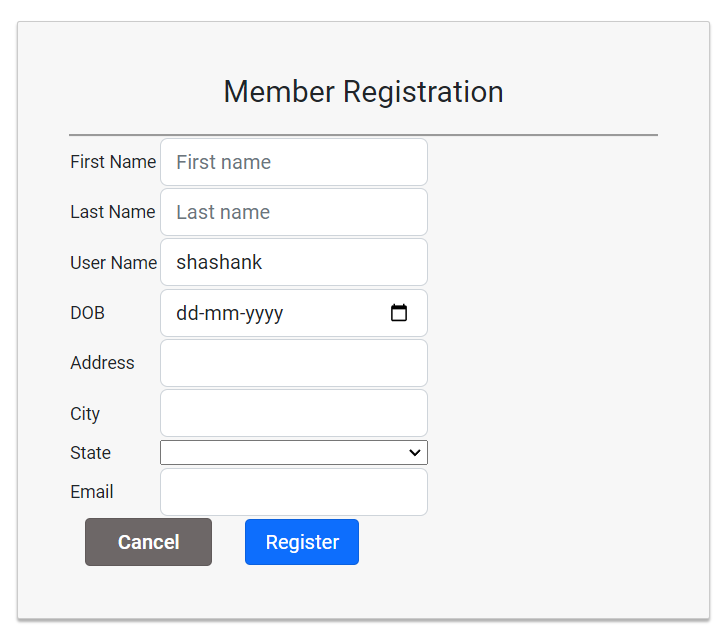 Member Registration
First Name First name
Last Name Last name
User Name shashank
DOB dd-mm-yyyy
Address
City
State
Email
Cancel Register